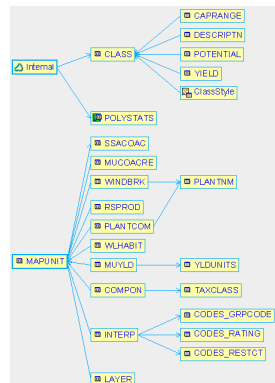 CAPRANGE
DESCRIPTN
CLASS
POTENTIAL
Internal
YIELD
ClassStyle
POLYSTATS
SSACOAC
MUCOACRE
WINDBRK
PLANTNM
RSPROD
PLANTCOM
WLHABIT
MAPUNIT
MUYLD
YLDUNITS
COMPON
TAXCLASS
CODES_GRPCODE
INTERP
CODES_RATING
CODES_RESTCT
LAYER